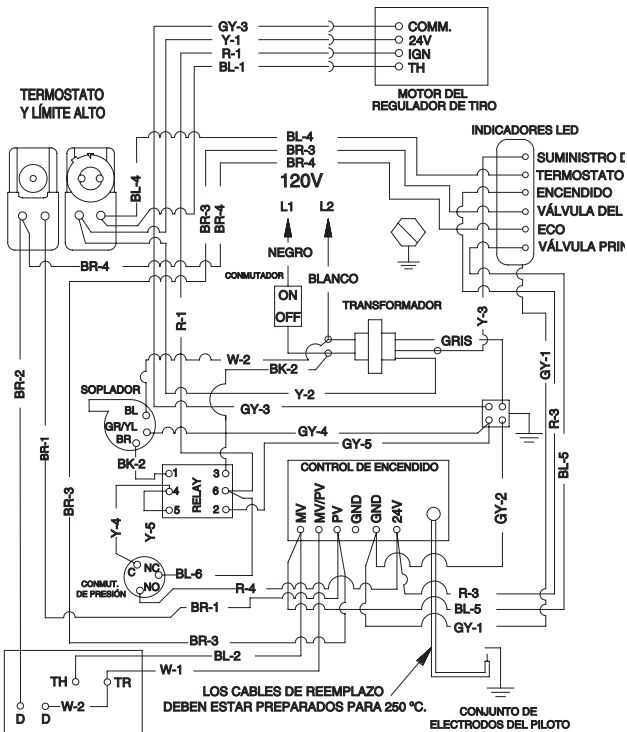 GY-3
COMM.
Y-1
24V
R-1
IGN
BL-1
TH
MOTOR DEL
REGULADOR DE TIRO
TERMOSTATO
Y LÍMITE ALTO
INDICADORES LED
BL-4
BR-3
BR-4
120V
SUMINISTRO D
TERMOSTATO
ENCENDIDO
VÁLVULA DEL
ECO
VÁLVULA PRIN
BL-4
BR-3
BR-4
L1
L2
NEGRO
BR-4
CONMUTADOR
BLANCO
ON
OFF
TRANSFORMADOR
R-1
GRIS
Y-3
W-2
BK-2
GY-1
BR-2
SOPLADOR
Y-2
R-3
BL
GY-3
GR/YL
GY-4
BR
GY-5
BR-1
BK-2
BL-5
CONTROL DE ENCENDIDO
1
3
4
RELAY
6
5
2
MV
MV/PV
PV
GND
GND
24V
GY-2
BR-3
Y-4
Y-5
C
NC
NO
BL-6
CONMUT.
DE PRESIÓN
R-4
R-3
BR-1
BL-5
GY-1
BR-3
BL-2
W-1
TH
TR
LOS CABLES DE REEMPLAZO
DEBEN ESTAR PREPARADOS PARA 250 ºC.
W-2
D
D
CONJUNTO DE
ELECTRODOS DEL PILOTO